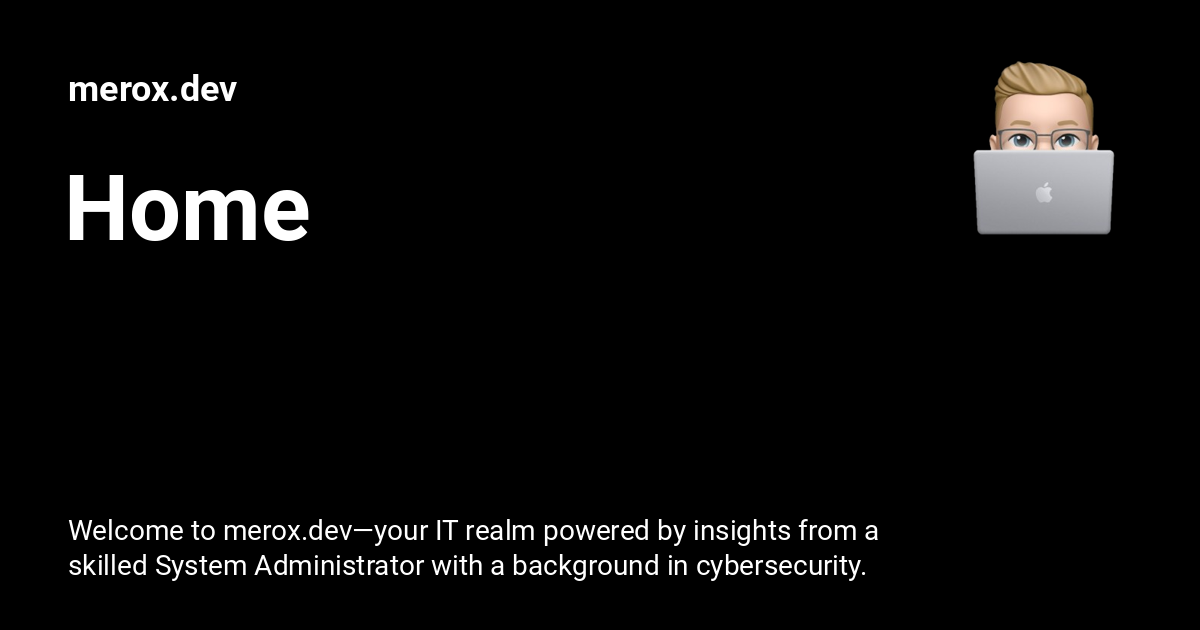 merox.dev
Home
Welcome to merox.dev—your IT realm powered by insights from a
skilled System Administrator with a background in cybersecurity.